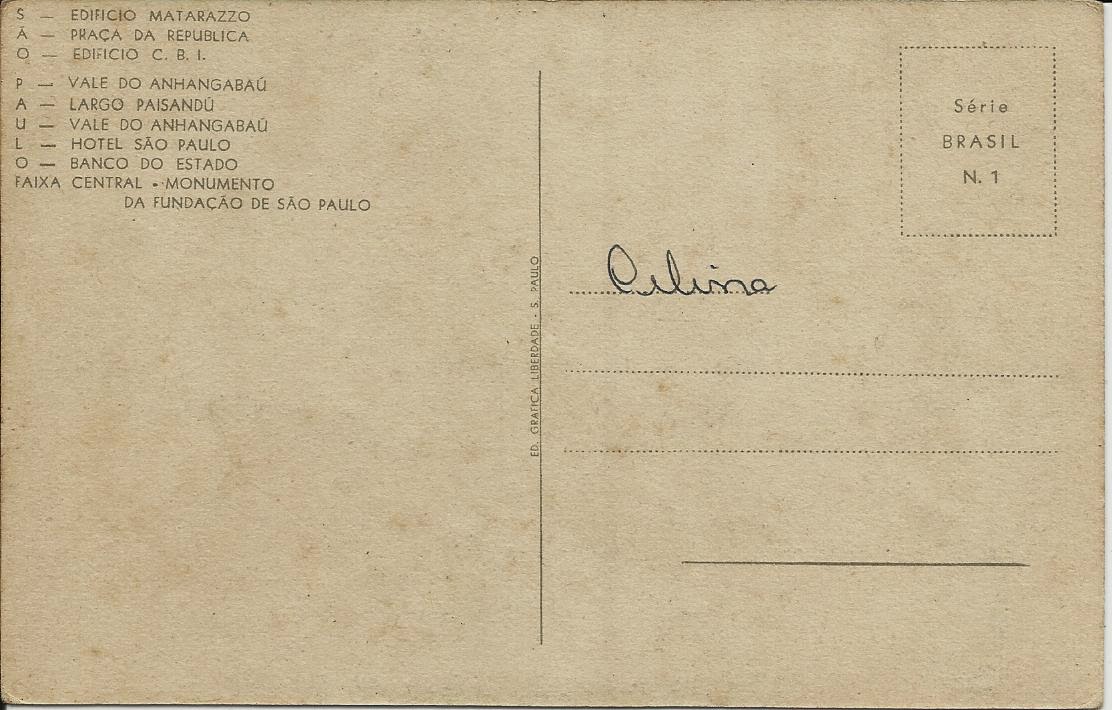 S — EDIFICIO MATARAZZO
Ã — PRAÇA DA REPUBLICA
O — EDIFICIO C. B. I.
P — VALE DO ANHANGABAÚ
A — LARGO PAISANDÚ
U — VALE DO ANHANGABAÚ
L — HOTEL SÃO PAULO
O — BANCO DO ESTADO
FAIXA CENTRAL - MONUMENTO
DA FUNDAÇÃO DE SÃO PAULO
ED. GRAFICA LIBERDADE - S. PAULO
Série
BRASIL
N. 1
Celina